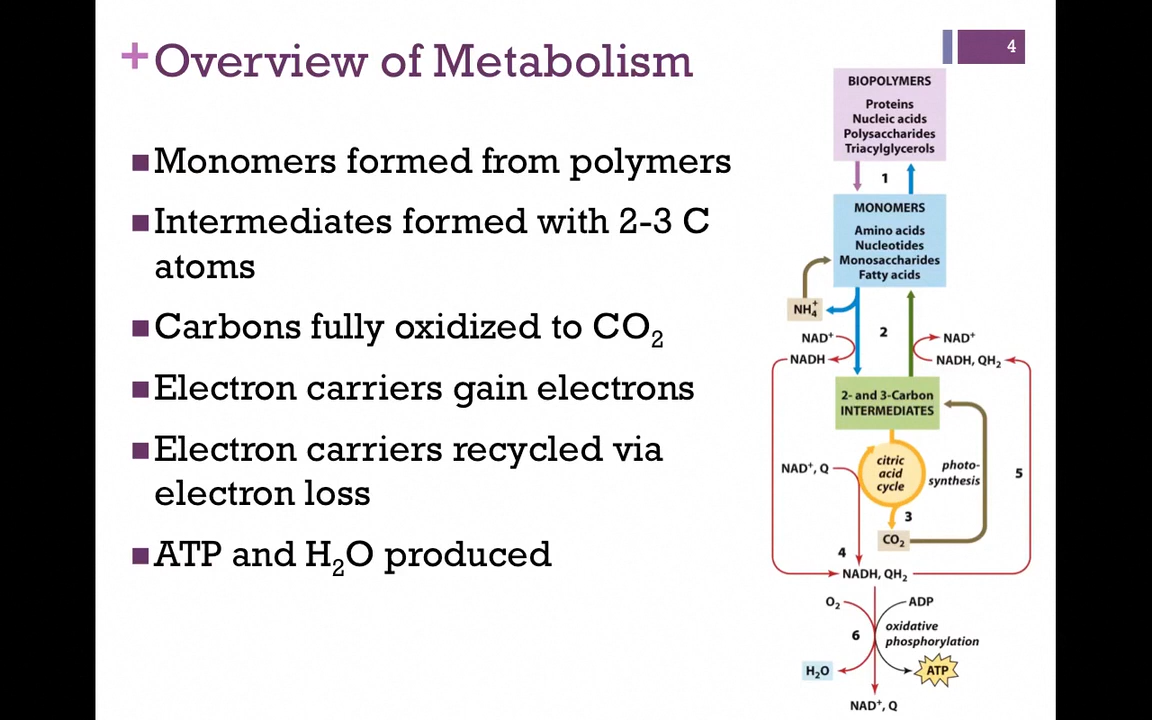 + Overview of Metabolism
4
■ Monomers formed from polymers
■ Intermediates formed with 2-3 C
atoms
■ Carbons fully oxidized to CO₂
■ Electron carriers gain electrons
■ Electron carriers recycled via
electron loss
■ ATP and H₂O produced
BIOPOLYMERS
Proteins
Nucleic acids
Polysaccharides
Triacylglycerols
1
MONOMERS
Amino acids
Nucleotides
Monosaccharides
Fatty acids
NH₄⁺
2
NAD⁺
NADH
NAD⁺
NADH, QH₂
2- and 3-Carbon
INTERMEDIATES
NAD⁺, Q
citric
acid
cycle
photo-
synthesis
5
3
CO₂
4
NADH, QH₂
O₂
ADP
6
oxidative
phosphorylation
H₂O
ATP
NAD⁺, Q